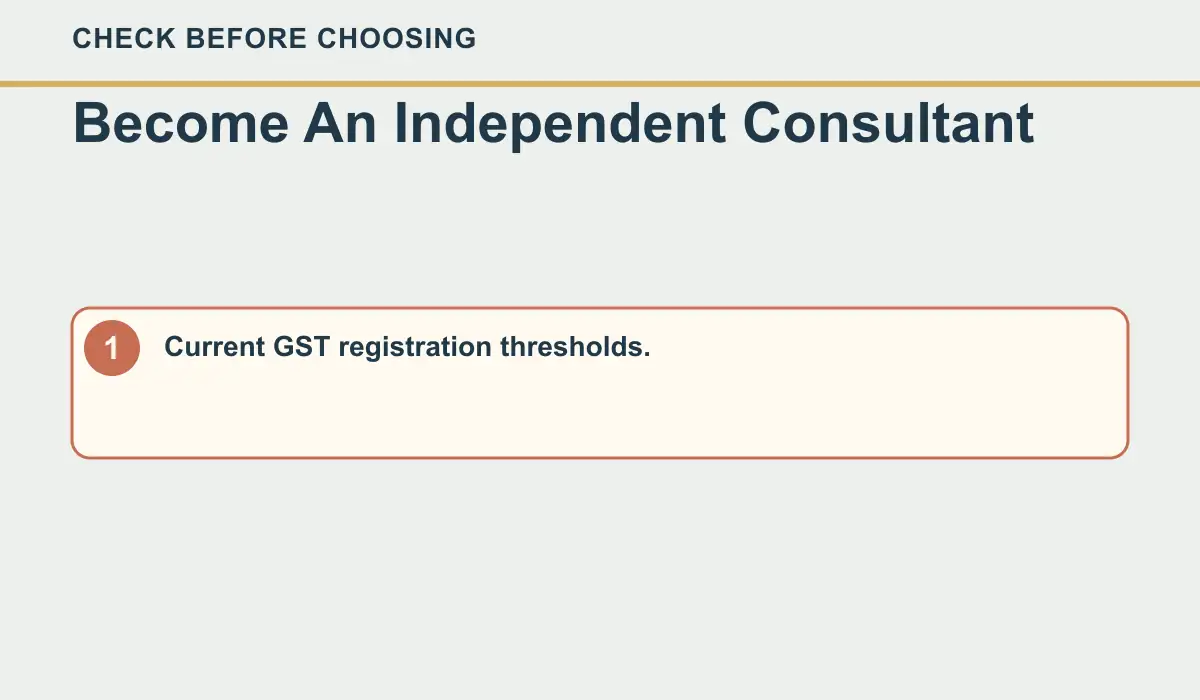 CHECK BEFORE CHOOSING
Become An Independent Consultant
1 Current GST registration thresholds.